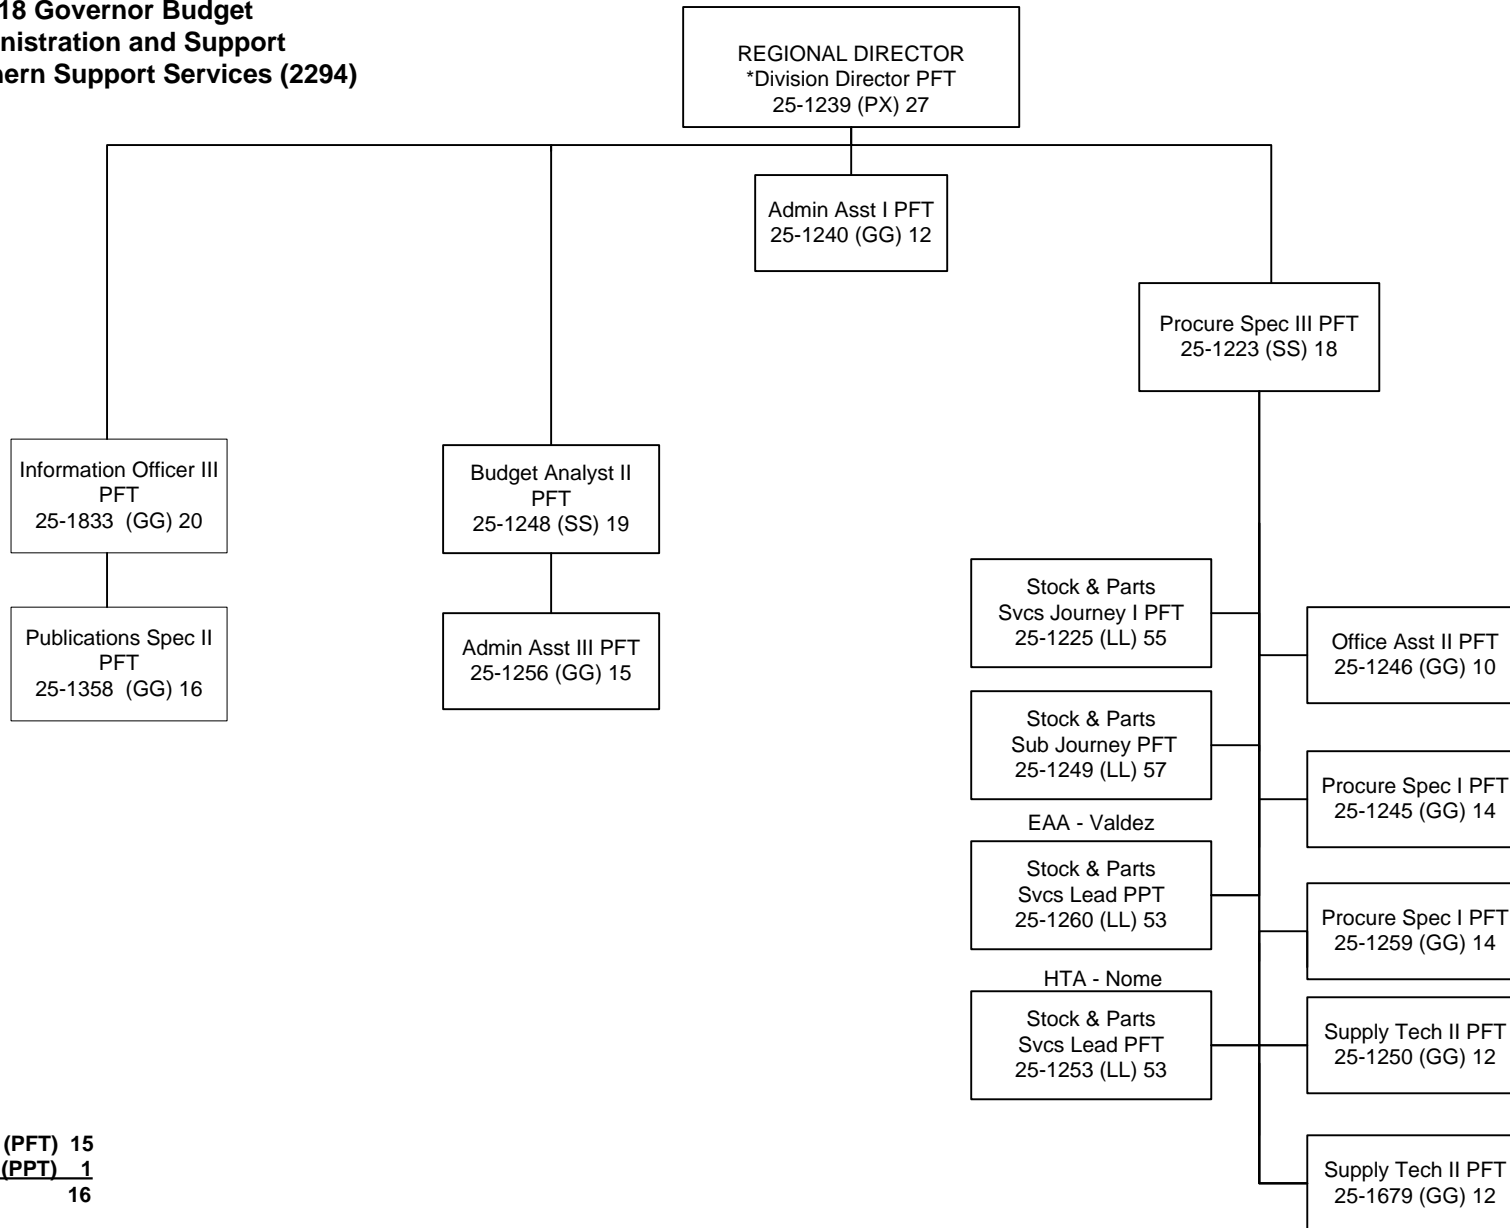 18 Governor Budget
nistration and Support
hern Support Services (2294)
REGIONAL DIRECTOR
*Division Director PFT
25-1239 (PX) 27
Admin Asst I PFT
25-1240 (GG) 12
Procure Spec III PFT
25-1223 (SS) 18
Information Officer III
PFT
25-1833 (GG) 20
Budget Analyst II
PFT
25-1248 (SS) 19
Publications Spec II
PFT
25-1358 (GG) 16
Admin Asst III PFT
25-1256 (GG) 15
Stock & Parts
Svcs Journey I PFT
25-1225 (LL) 55
Office Asst II PFT
25-1246 (GG) 10
Stock & Parts
Sub Journey PFT
25-1249 (LL) 57
Procure Spec I PFT
25-1245 (GG) 14
EAA - Valdez
Stock & Parts
Svcs Lead PPT
25-1260 (LL) 53
Procure Spec I PFT
25-1259 (GG) 14
HTA - Nome
Stock & Parts
Svcs Lead PFT
25-1253 (LL) 53
Supply Tech II PFT
25-1250 (GG) 12
Supply Tech II PFT
25-1679 (GG) 12
(PFT) 15
(PPT) 1
16